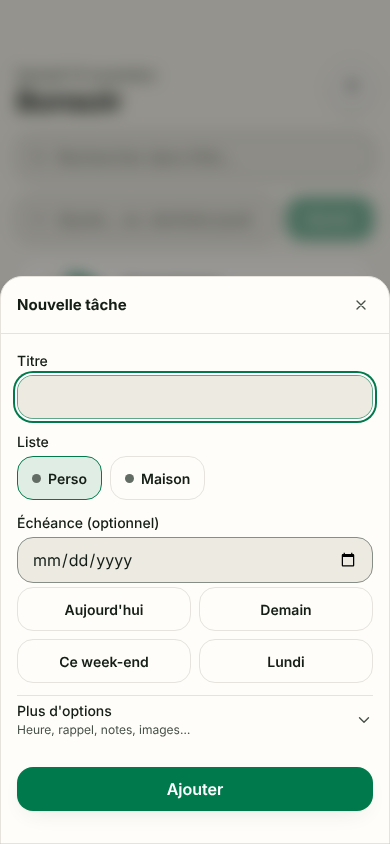 Bonsoir
Nouvelle tâche
Titre
Liste
Perso
Maison
Échéance (optionnel)
mm/dd/yyyy
Aujourd'hui
Demain
Ce week-end
Lundi
Plus d'options
Heure, rappel, notes, images...
Ajouter